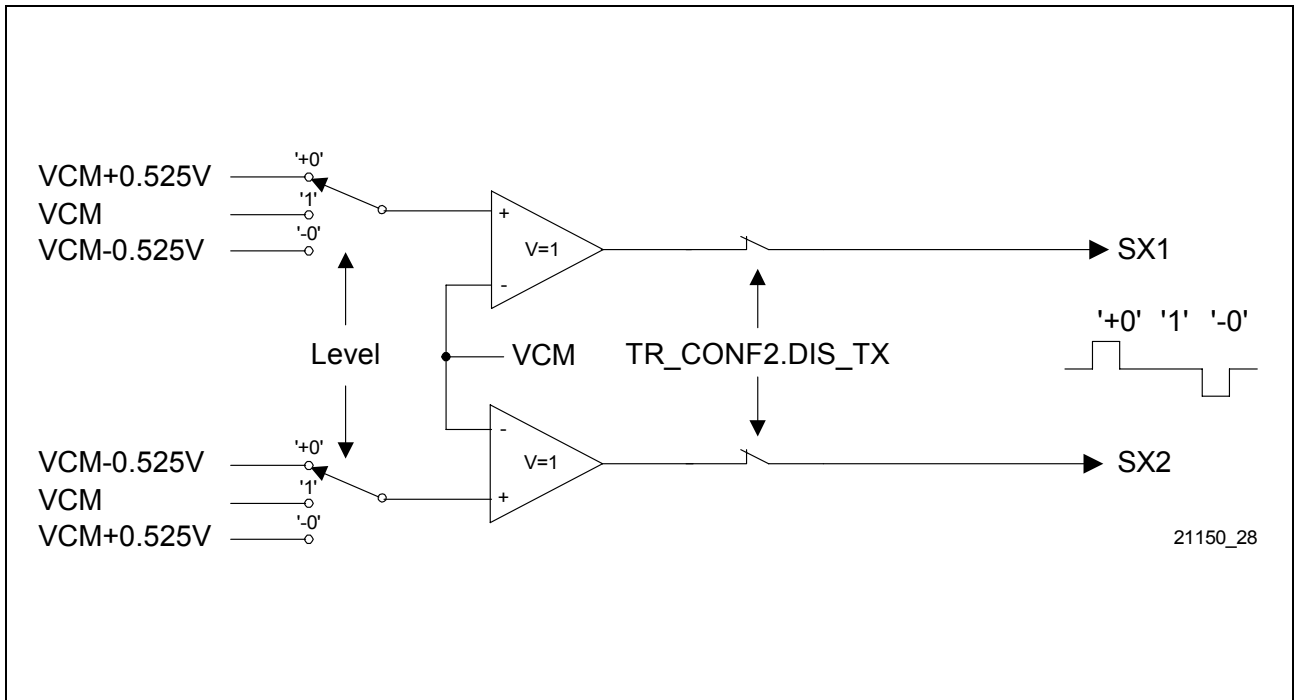 '+0'
VCM+0.525V
'1'
VCM
'-0'
VCM-0.525V
+
V=1
-
SX1
'+0' '1' '-0'
Level
VCM
TR_CONF2.DIS_TX
'+0'
VCM-0.525V
-
V=1
SX2
'1'
VCM
+
'-0'
VCM+0.525V
21150_28